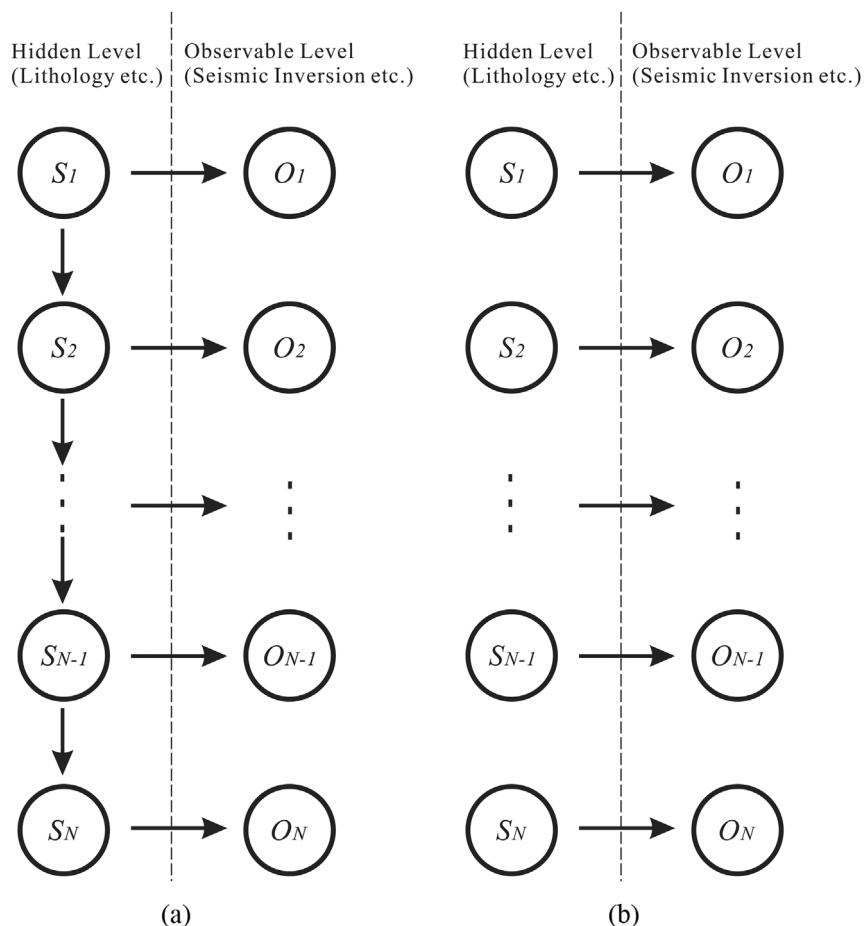 Hidden Level
(Lithology etc.)
Observable Level
(Seismic Inversion etc.)
S1
O1
S2
O2
SN-1
ON-1
SN
ON
(a)
Hidden Level
(Lithology etc.)
Observable Level
(Seismic Inversion etc.)
S1
O1
S2
O2
SN-1
ON-1
SN
ON
(b)